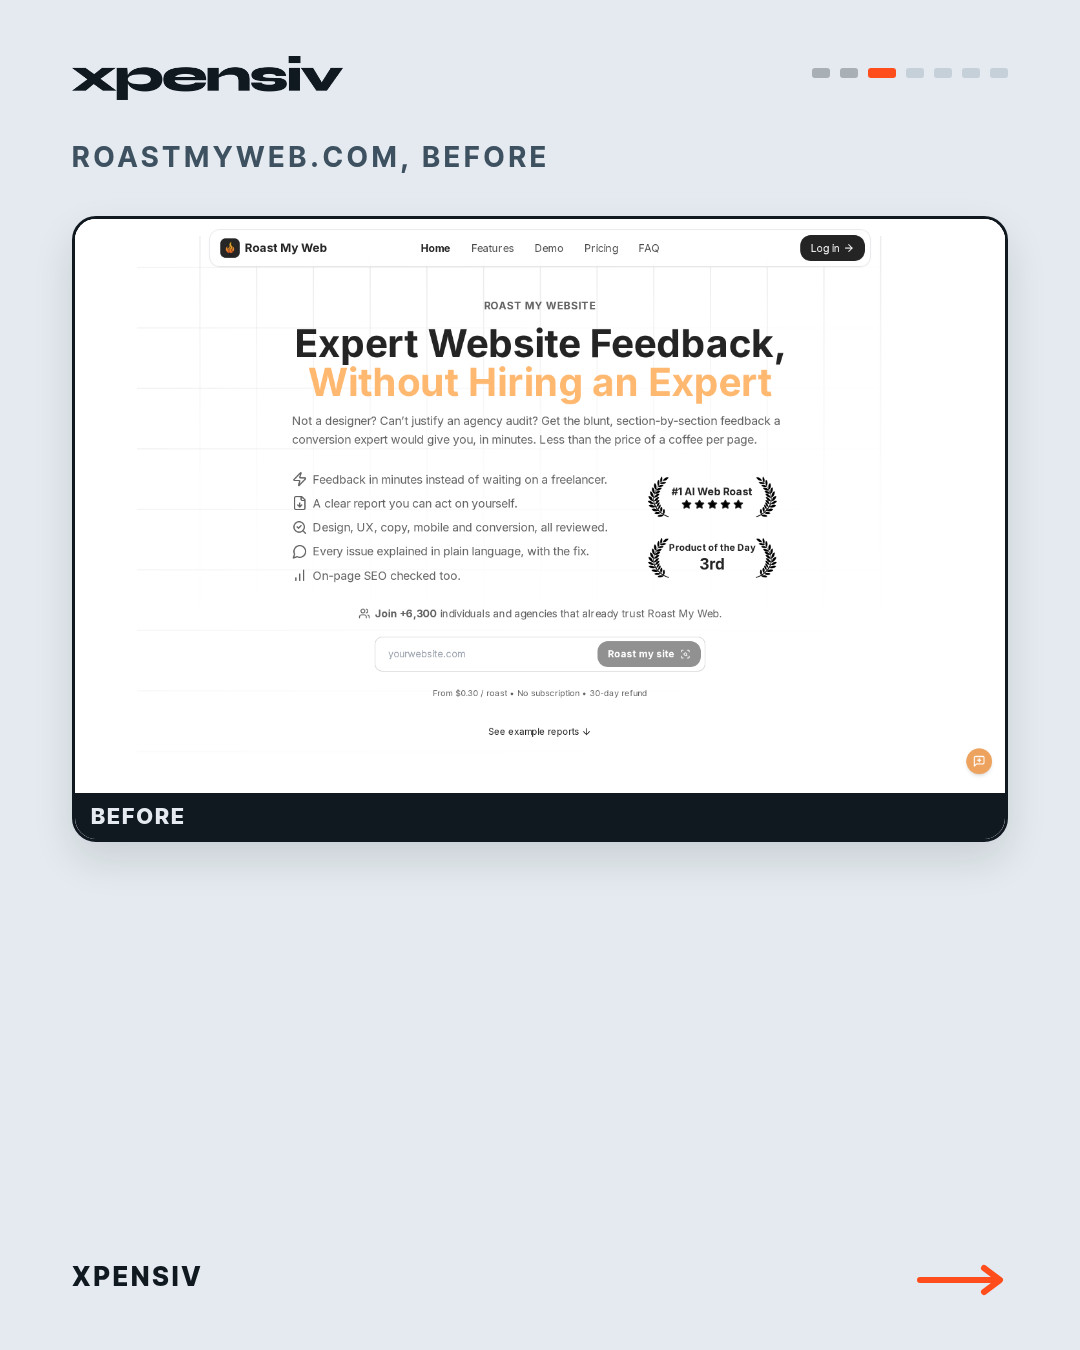 xpensiv
ROASTMYWEB.COM, BEFORE
Roast My Web
Home Features Demo Pricing FAQ
Log in →
ROAST MY WEBSITE
Expert Website Feedback,
Without Hiring an Expert
Not a designer? Can't justify an agency audit? Get the blunt, section-by-section feedback a
conversion expert would give you, in minutes. Less than the price of a coffee per page.
Feedback in minutes instead of waiting on a freelancer.
A clear report you can act on yourself.
Design, UX, copy, mobile and conversion, all reviewed.
Every issue explained in plain language, with the fix.
On-page SEO checked too.
#1 AI Web Roast
★★★★★
Product of the Day
3rd
Join +6,300 individuals and agencies that already trust Roast My Web.
yourwebsite.com
Roast my site
From $0.30 / roast • No subscription • 30-day refund
See example reports ↓
BEFORE
XPENSIV